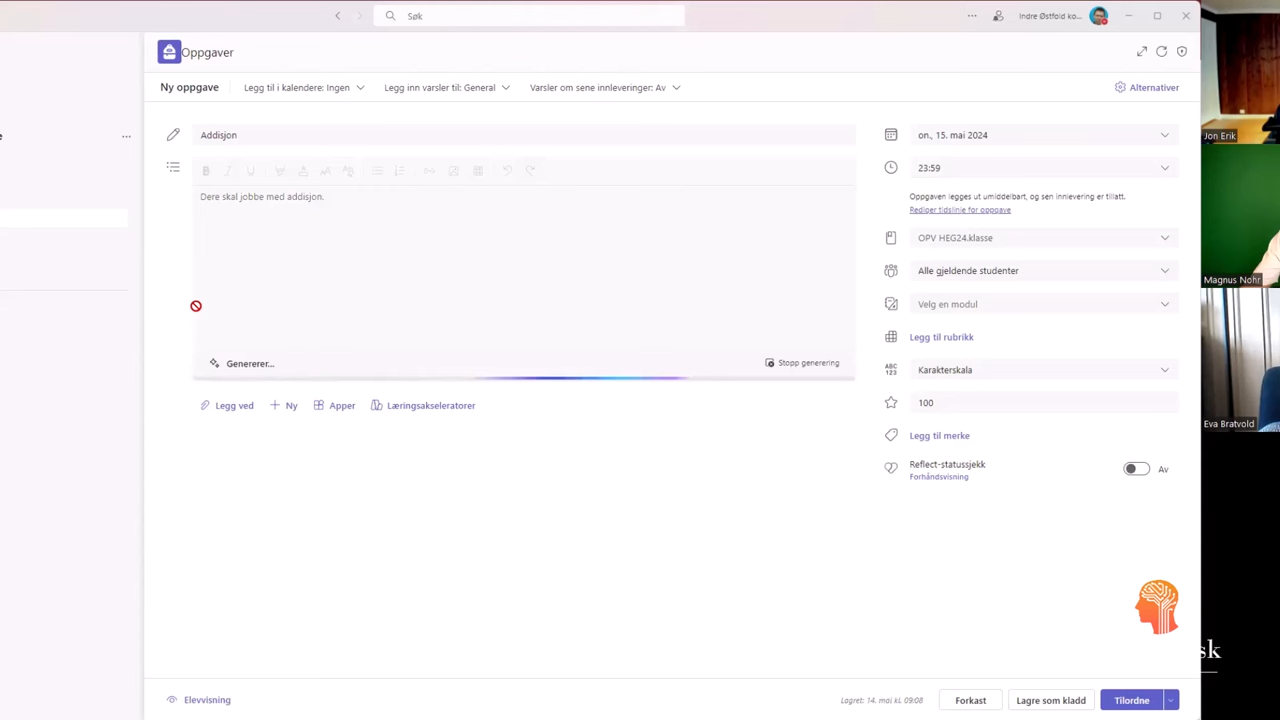 Søk
Indre Østfold ko...
Oppgaver
Ny oppgave
Legg til i kalendere: Ingen
Legg inn varsler til: General
Varsler om sene innleveringer: Av
Alternativer
Addisjon
Dere skal jobbe med addisjon.
Genererer...
Stopp generering
Legg ved
Ny
Apper
Læringsakseleratorer
on., 15. mai 2024
23:59
Oppgaven legges ut umiddelbart, og sen innlevering er tillatt.
Rediger tidslinje for oppgave
OPV HEG24.klasse
Alle gjeldende studenter
Velg en modul
Legg til rubrikk
ABC
123
Karakterskala
100
Legg til merke
Reflect-statussjekk
Av
Forhåndsvisning
Elevvisning
Lagret: 14. mai kl. 09:08
Forkast
Lagre som kladd
Tilordne
Jon Erik
Magnus Nohr
Eva Bratvold
sk